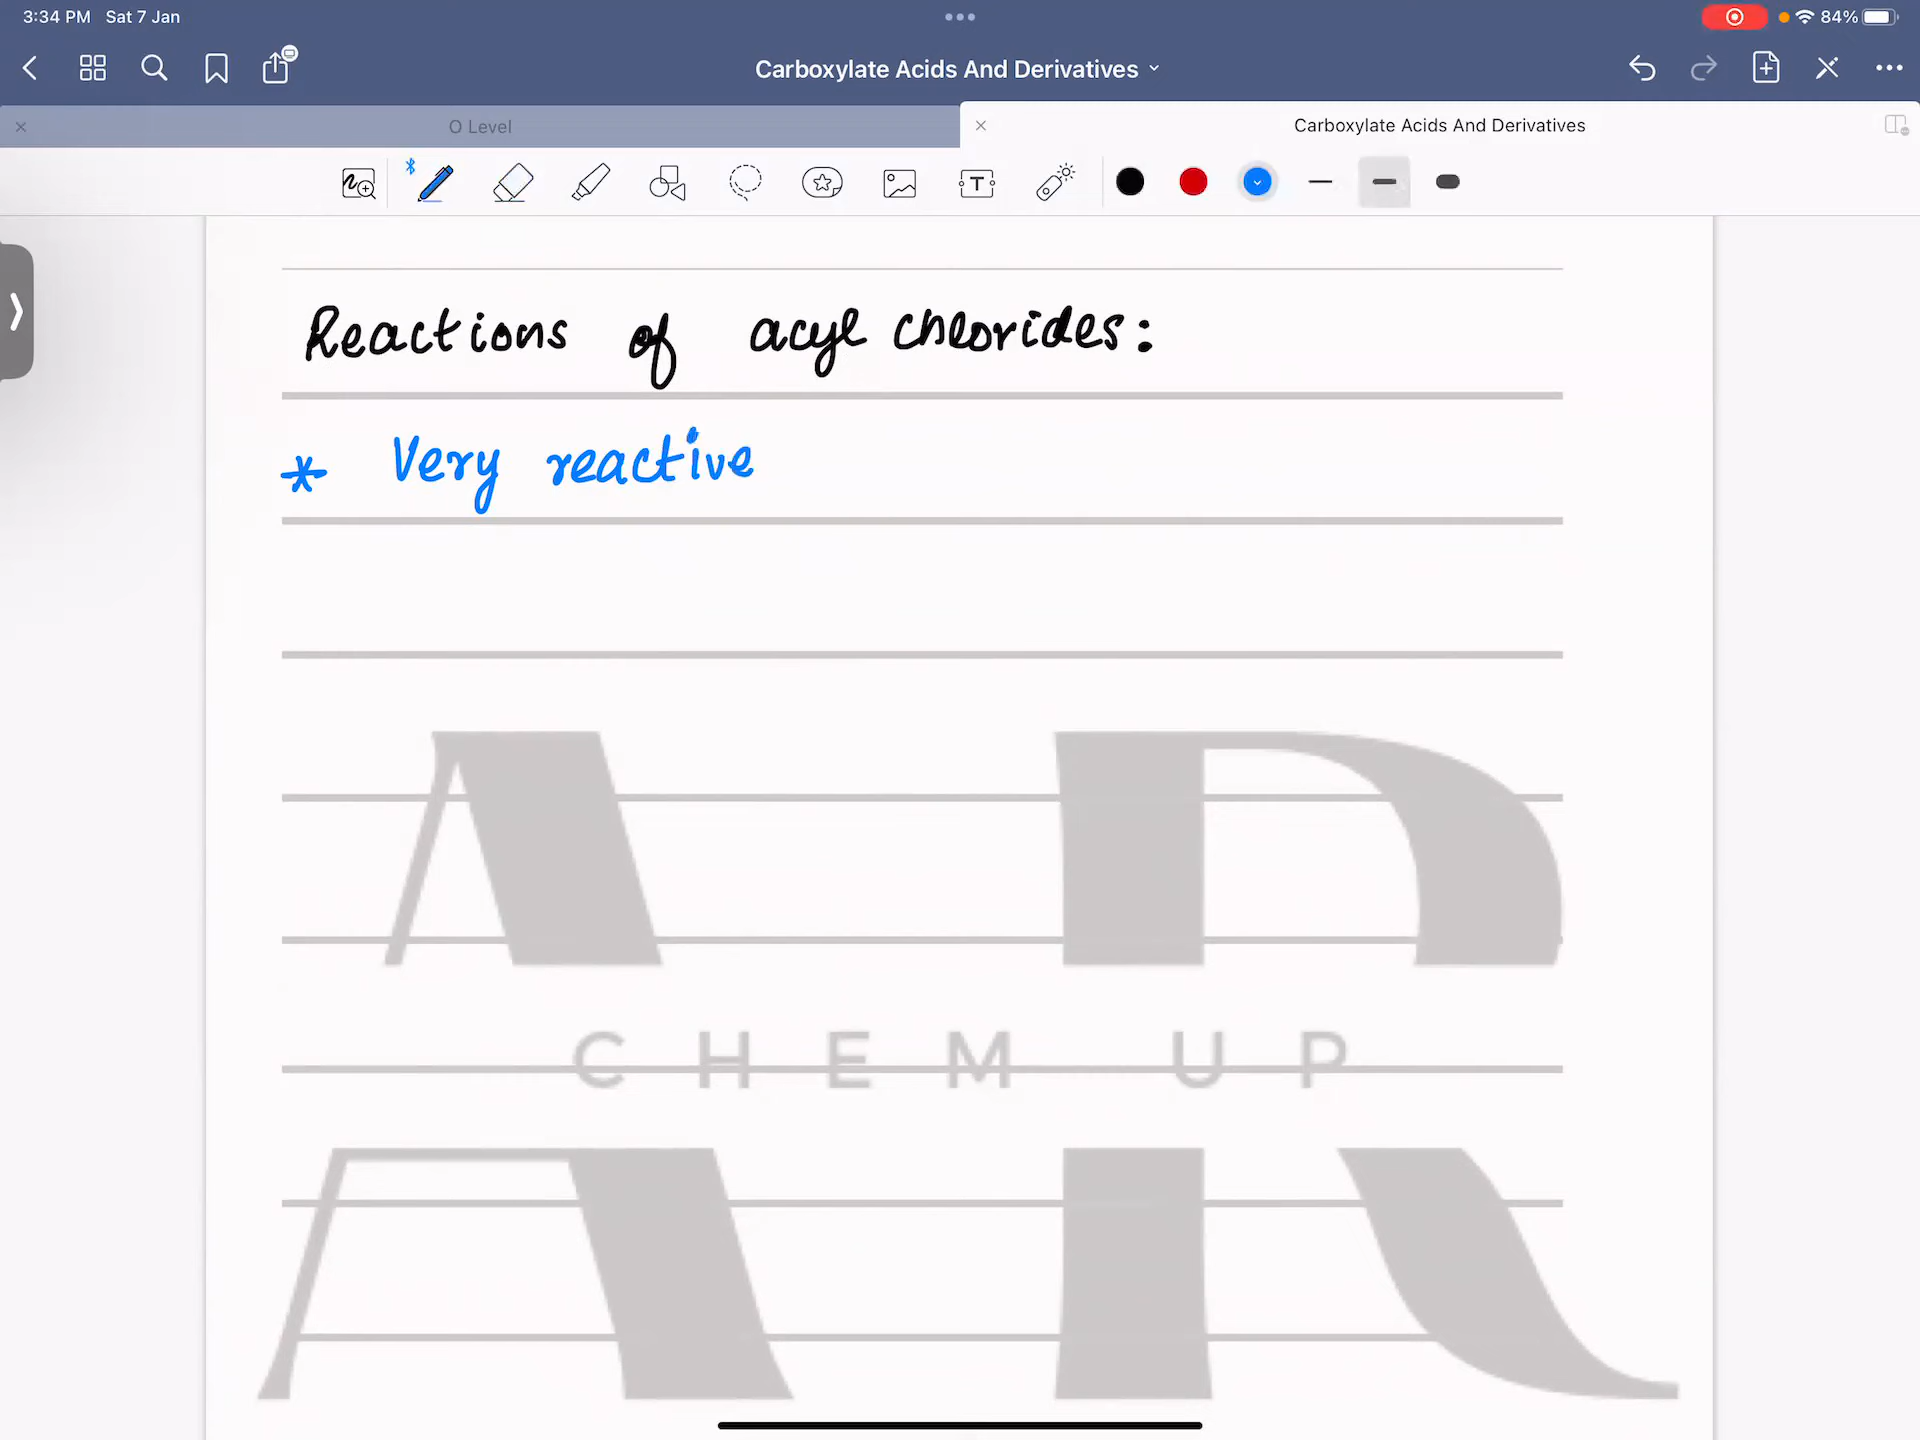 3:34 PM Sat 7 Jan
84%
Carboxylate Acids And Derivatives
O Level
Carboxylate Acids And Derivatives
T
Reactions of acyl chlorides:
* Very reactive
CHEM UP